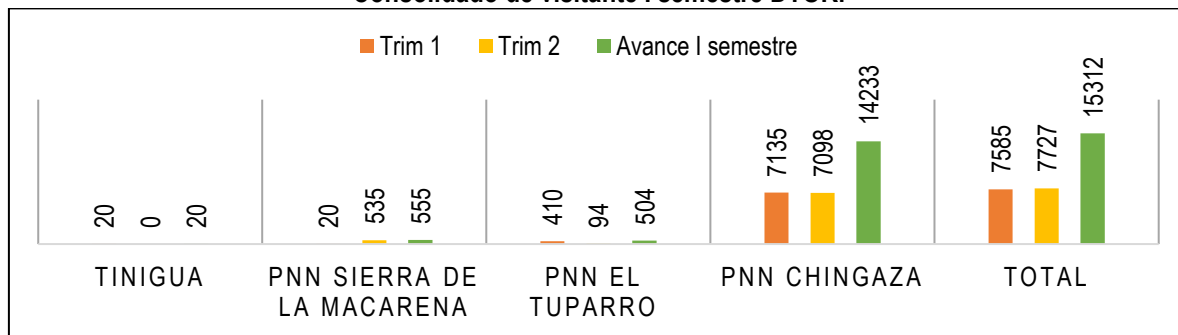 Trim 1 Trim 2 Avance I semestre
20 0 20 20 535 555 410 94 504 7135 7098 14233 7585 7727 15312
TINIGUA PNN SIERRA DE LA MACARENA PNN EL TUPARRO PNN CHINGAZA TOTAL